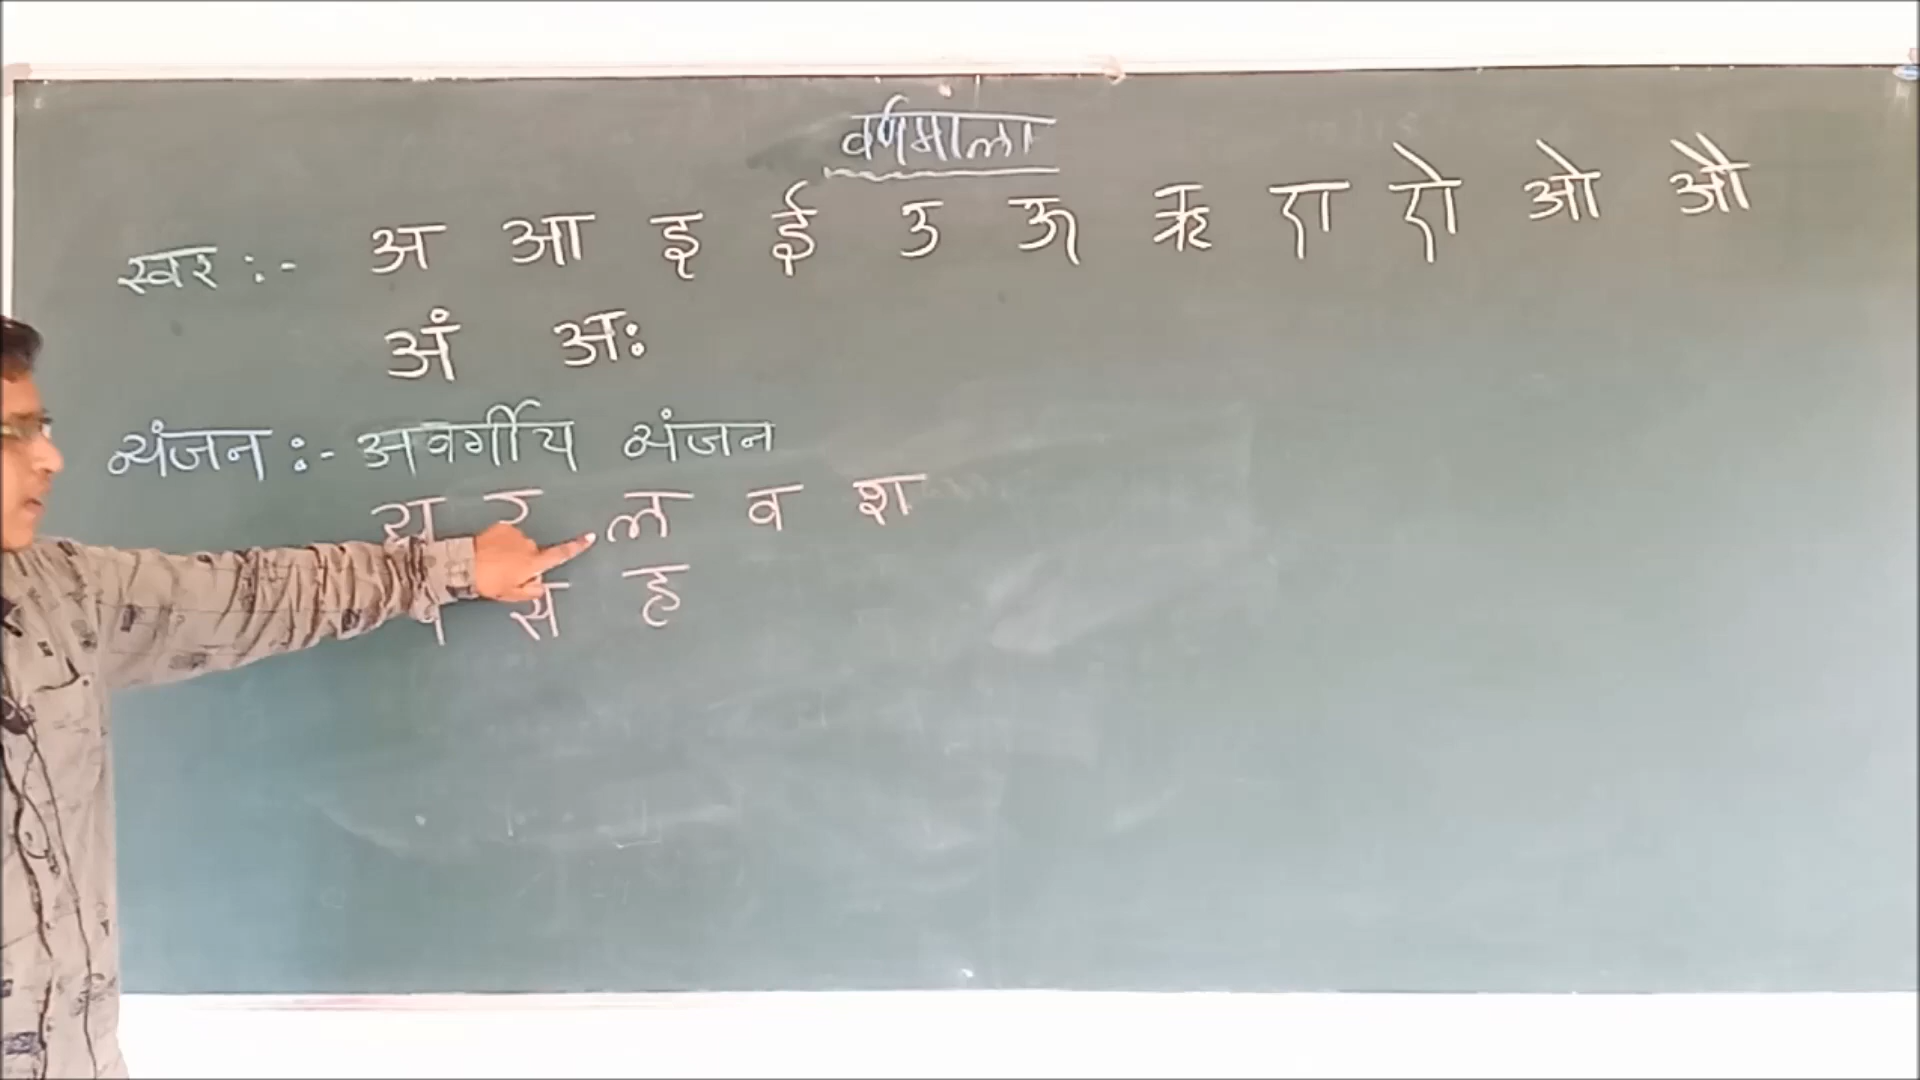 वर्णमाला
स्वर :- अ आ इ ई उ ऊ ऋ ए ऐ ओ औ
अं अः
व्यंजन :- अवर्गीय व्यंजन
य र ल व श
ष स ह